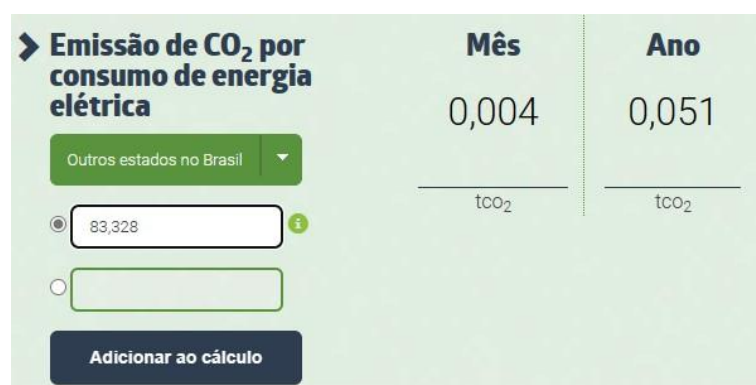 Emissão de CO₂ por
consumo de energia
elétrica
Outros estados no Brasil
83,328
Adicionar ao cálculo
Mês
0,004
tco₂
Ano
0,051
tco₂